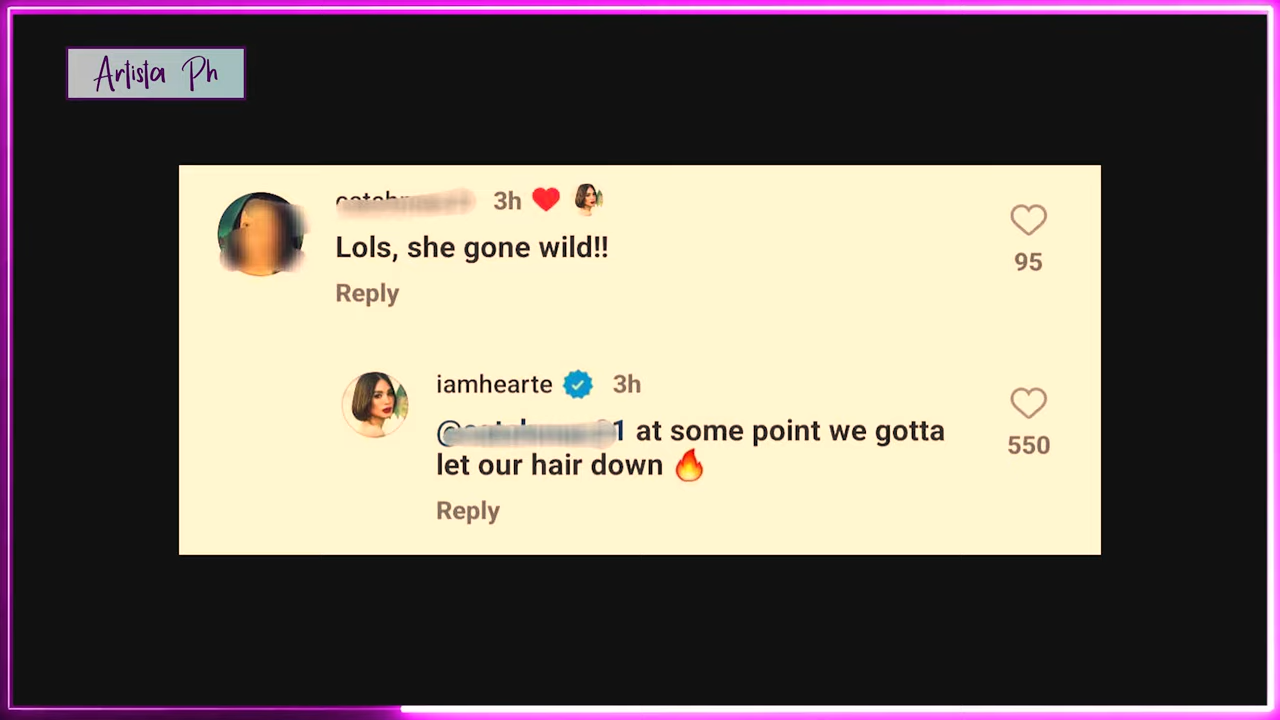 Artista Ph
3h
Lols, she gone wild!!
95
Reply
iamhearte 3h
at some point we gotta
let our hair down 🔥
550
Reply